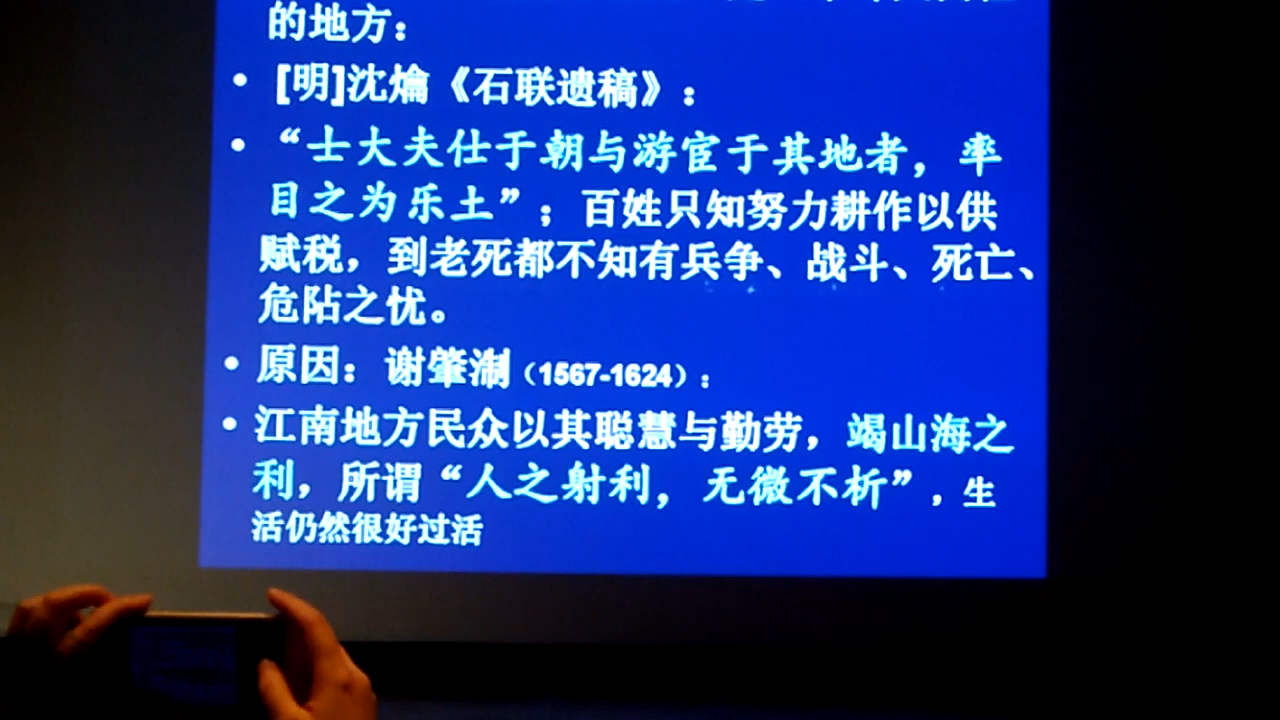 的地方：
• [明]沈爚《石联遗稿》：
• “士大夫仕于朝与游宦于其地者，率
目之为乐土”；百姓只知努力耕作以供
赋税，到老死都不知有兵争、战斗、死亡、
危阽之忧。
• 原因：谢肇淛（1567-1624）：
• 江南地方民众以其聪慧与勤劳，竭山海之
利，所谓“人之射利，无微不析”，生
活仍然很好过活